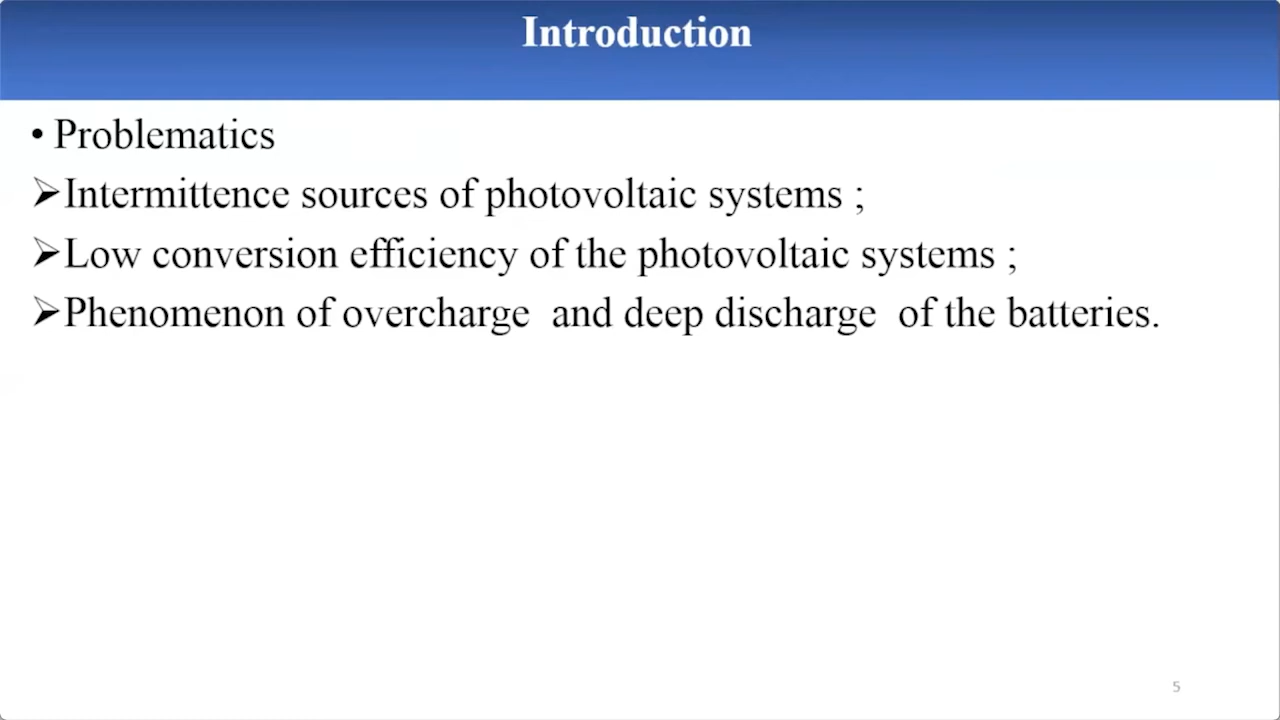 Introduction
• Problematics
➢Intermittence sources of photovoltaic systems ;
➢Low conversion efficiency of the photovoltaic systems ;
➢Phenomenon of overcharge  and deep discharge  of the batteries.
5